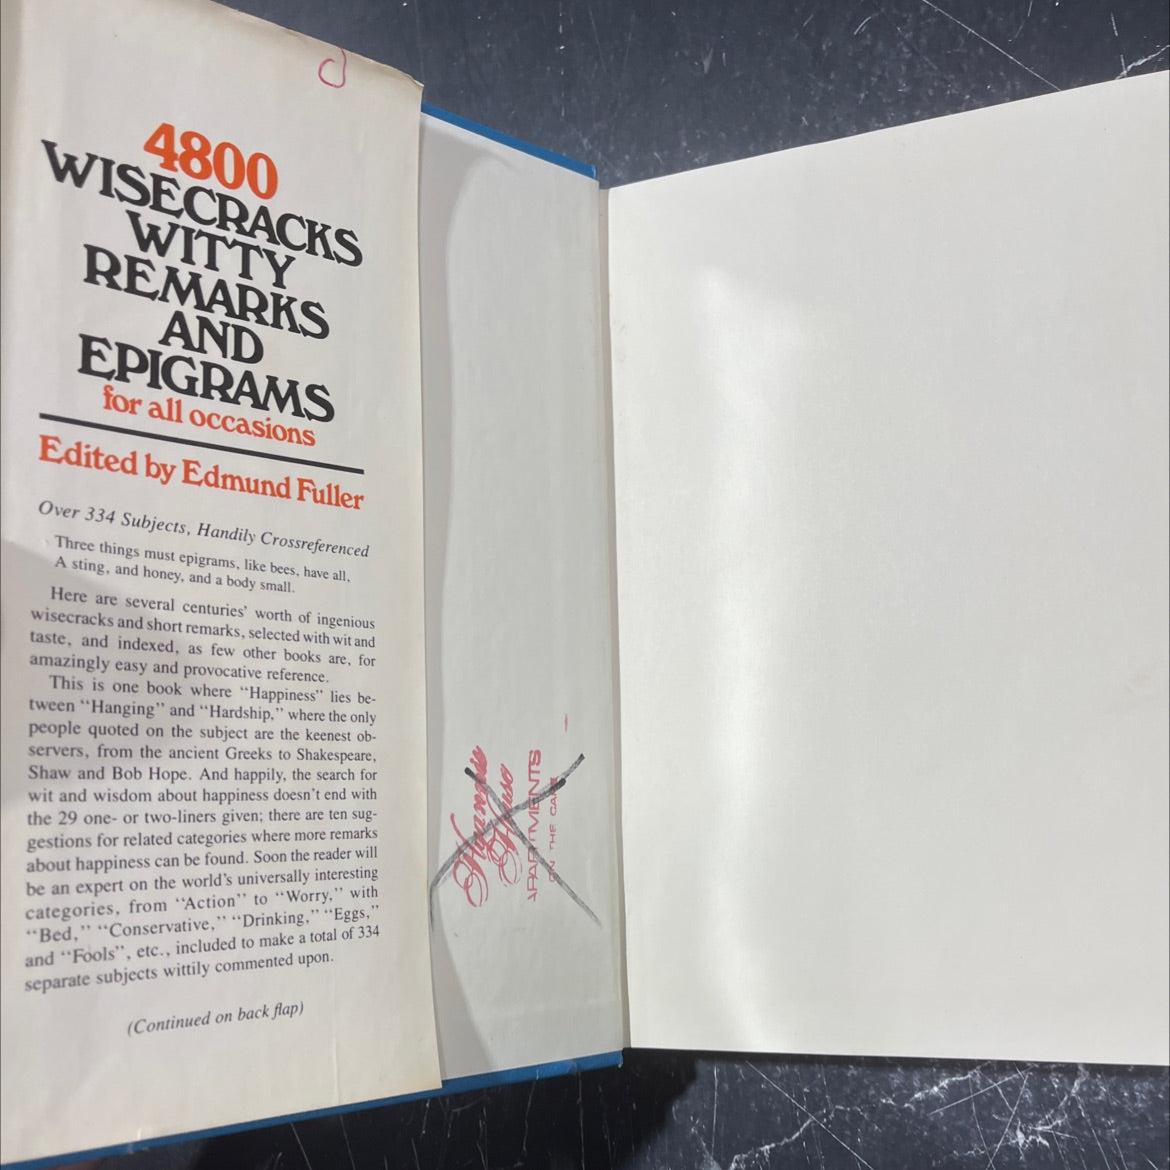 4800
WISECRACKS
WITTY
REMARKS
AND
EPIGRAMS
for all occasions
Edited by Edmund Fuller
Over 334 Subjects, Handily Crossreferenced
Three things must epigrams, like bees, have all,
A sting, and honey, and a body small.
Here are several centuries' worth of ingenious
wisecracks and short remarks, selected with wit and
taste, and indexed, as few other books are, for
amazingly easy and provocative reference.
This is one book where "Happiness" lies be-
tween "Hanging" and "Hardship," where the only
people quoted on the subject are the keenest ob-
servers, from the ancient Greeks to Shakespeare,
Shaw and Bob Hope. And happily, the search for
wit and wisdom about happiness doesn't end with
the 29 one- or two-liners given; there are ten sug-
gestions for related categories where more remarks
about happiness can be found. Soon the reader will
be an expert on the world's universally interesting
categories, from "Action" to "Worry," with
"Bed," "Conservative," "Drinking," "Eggs,"
and "Fools", etc., included to make a total of 334
separate subjects wittily commented upon.
(Continued on back flap)
Hyannis
House
APARTMENTS
ON THE CAPE